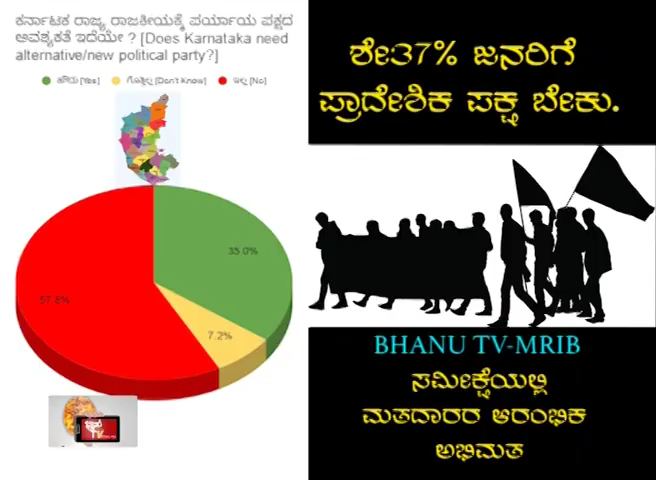 ಕರ್ನಾಟಕ ರಾಜ್ಯ ರಾಜಕೀಯಕ್ಕೆ ಪರ್ಯಾಯ ಪಕ್ಷದ
ಅವಶ್ಯಕತೆ ಇದೆಯೇ ? [Does Karnataka need
alternative/new political party?]
ಹೌದು [Yes] ಗೊತ್ತಿಲ್ಲ [Don't Know] ಇಲ್ಲ [No]
35.0%
57.8%
7.2%
ಶೇ37% ಜನರಿಗೆ
ಪ್ರಾದೇಶಿಕ ಪಕ್ಷ ಬೇಕು.
BHANU TV-MRIB
ಸಮೀಕ್ಷೆಯಲ್ಲಿ
ಮತದಾರರ ಆರಂಭಿಕ
ಅಭಿಮತ